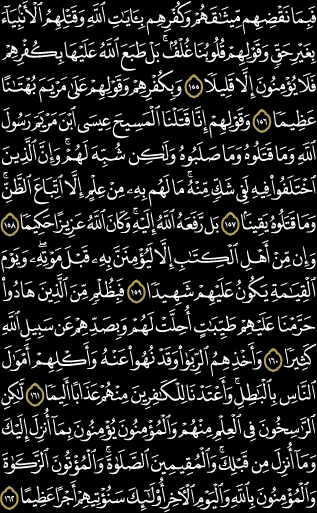 فَبِمَا نَقْضِهِم مِّيثَٰقَهُمْ وَكُفْرِهِم بِـَٔايَٰتِ ٱللَّهِ وَقَتْلِهِمُ ٱلْأَنۢبِيَآءَ
بِغَيْرِ حَقٍّ وَقَوْلِهِمْ قُلُوبُنَا غُلْفٌۢ ۚ بَلْ طَبَعَ ٱللَّهُ عَلَيْهَا بِكُفْرِهِمْ
فَلَا يُؤْمِنُونَ إِلَّا قَلِيلًا ١٥٥ وَبِكُفْرِهِمْ وَقَوْلِهِمْ عَلَىٰ مَرْيَمَ بُهْتَٰنًا
عَظِيمًا ١٥٦ وَقَوْلِهِمْ إِنَّا قَتَلْنَا ٱلْمَسِيحَ عِيسَى ٱبْنَ مَرْيَمَ رَسُولَ
ٱللَّهِ وَمَا قَتَلُوهُ وَمَا صَلَبُوهُ وَلَٰكِن شُبِّهَ لَهُمْ ۚ وَإِنَّ ٱلَّذِينَ
ٱخْتَلَفُوا۟ فِيهِ لَفِى شَكٍّ مِّنْهُ ۚ مَا لَهُم بِهِۦ مِنْ عِلْمٍ إِلَّا ٱتِّبَاعَ ٱلظَّنِّ ۚ
وَمَا قَتَلُوهُ يَقِينًۢا ١٥٧ بَل رَّفَعَهُ ٱللَّهُ إِلَيْهِ ۚ وَكَانَ ٱللَّهُ عَزِيزًا حَكِيمًا ١٥٨
وَإِن مِّنْ أَهْلِ ٱلْكِتَٰبِ إِلَّا لَيُؤْمِنَنَّ بِهِۦ قَبْلَ مَوْتِهِۦ ۖ وَيَوْمَ
ٱلْقِيَٰمَةِ يَكُونُ عَلَيْهِمْ شَهِيدًا ١٥٩ فَبِظُلْمٍ مِّنَ ٱلَّذِينَ هَادُوا۟
حَرَّمْنَا عَلَيْهِمْ طَيِّبَٰتٍ أُحِلَّتْ لَهُمْ وَبِصَدِّهِمْ عَن سَبِيلِ ٱللَّهِ
كَثِيرًا ١٦٠ وَأَخْذِهِمُ ٱلرِّبَوٰا۟ وَقَدْ نُهُوا۟ عَنْهُ وَأَكْلِهِمْ أَمْوَٰلَ
ٱلنَّاسِ بِٱلْبَٰطِلِ ۚ وَأَعْتَدْنَا لِلْكَٰفِرِينَ مِنْهُمْ عَذَابًا أَلِيمًا ١٦١ لَّٰكِنِ
ٱلرَّٰسِخُونَ فِى ٱلْعِلْمِ مِنْهُمْ وَٱلْمُؤْمِنُونَ يُؤْمِنُونَ بِمَآ أُنزِلَ إِلَيْكَ
وَمَآ أُنزِلَ مِن قَبْلِكَ ۚ وَٱلْمُقِيمِينَ ٱلصَّلَوٰةَ ۚ وَٱلْمُؤْتُونَ ٱلزَّكَوٰةَ
وَٱلْمُؤْمِنُونَ بِٱللَّهِ وَٱلْيَوْمِ ٱلْـَٔاخِرِ أُو۟لَٰٓئِكَ سَنُؤْتِيهِمْ أَجْرًا عَظِيمًا ١٦٢